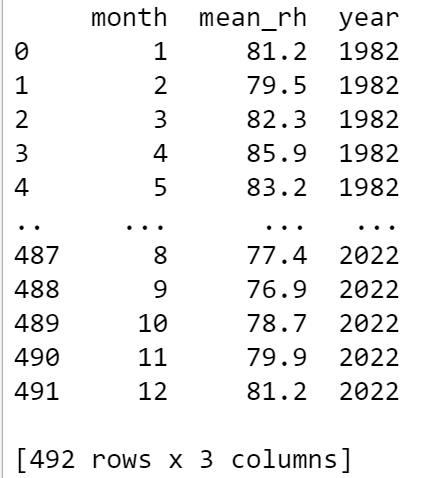 month mean_rh year
0 1 81.2 1982
1 2 79.5 1982
2 3 82.3 1982
3 4 85.9 1982
4 5 83.2 1982
.. ... ... ...
487 8 77.4 2022
488 9 76.9 2022
489 10 78.7 2022
490 11 79.9 2022
491 12 81.2 2022
[492 rows x 3 columns]